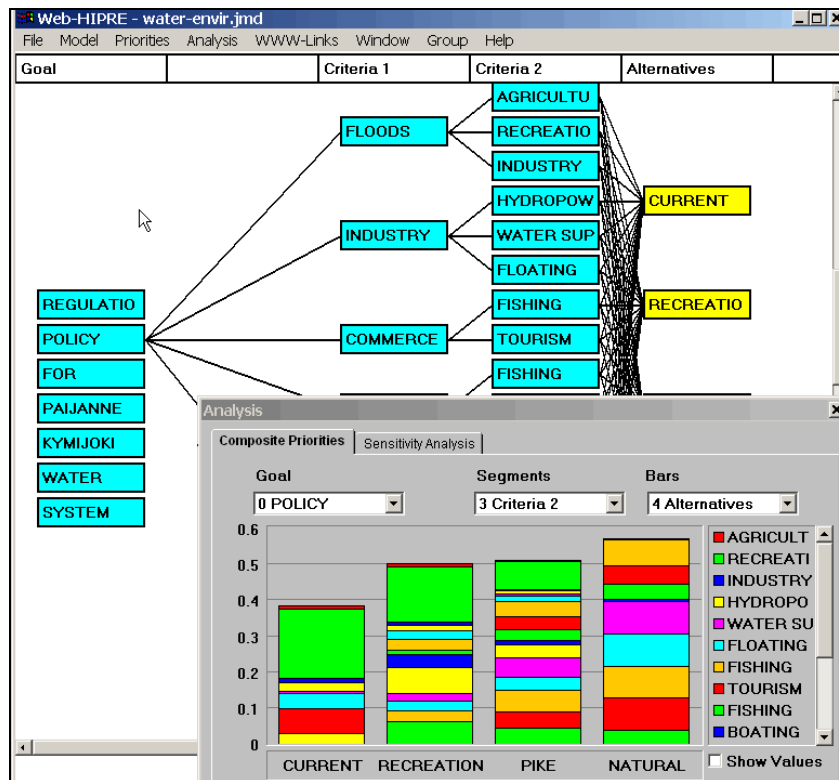 Web-HIPRE - water-envir.jmd
File Model Priorities Analysis WWW-Links Window Group Help
Goal Criteria 1 Criteria 2 Alternatives
AGRICULTU
FLOODS RECREATIO
INDUSTRY
HYDROPOW CURRENT
INDUSTRY WATER SUP
FLOATING
REGULATIO FISHING RECREATIO
POLICY COMMERCE TOURISM
FOR FISHING
PAIJANNE
KYMIJOKI
WATER
SYSTEM
Analysis
Composite Priorities Sensitivity Analysis
Goal Segments Bars
0 POLICY 3 Criteria 2 4 Alternatives
0.6
0.5
0.4
0.3
0.2
0.1
0
AGRICULT
RECREATI
INDUSTRY
HYDROPO
WATER SU
FLOATING
FISHING
TOURISM
FISHING
BOATING
CURRENT RECREATION PIKE NATURAL
Show Values